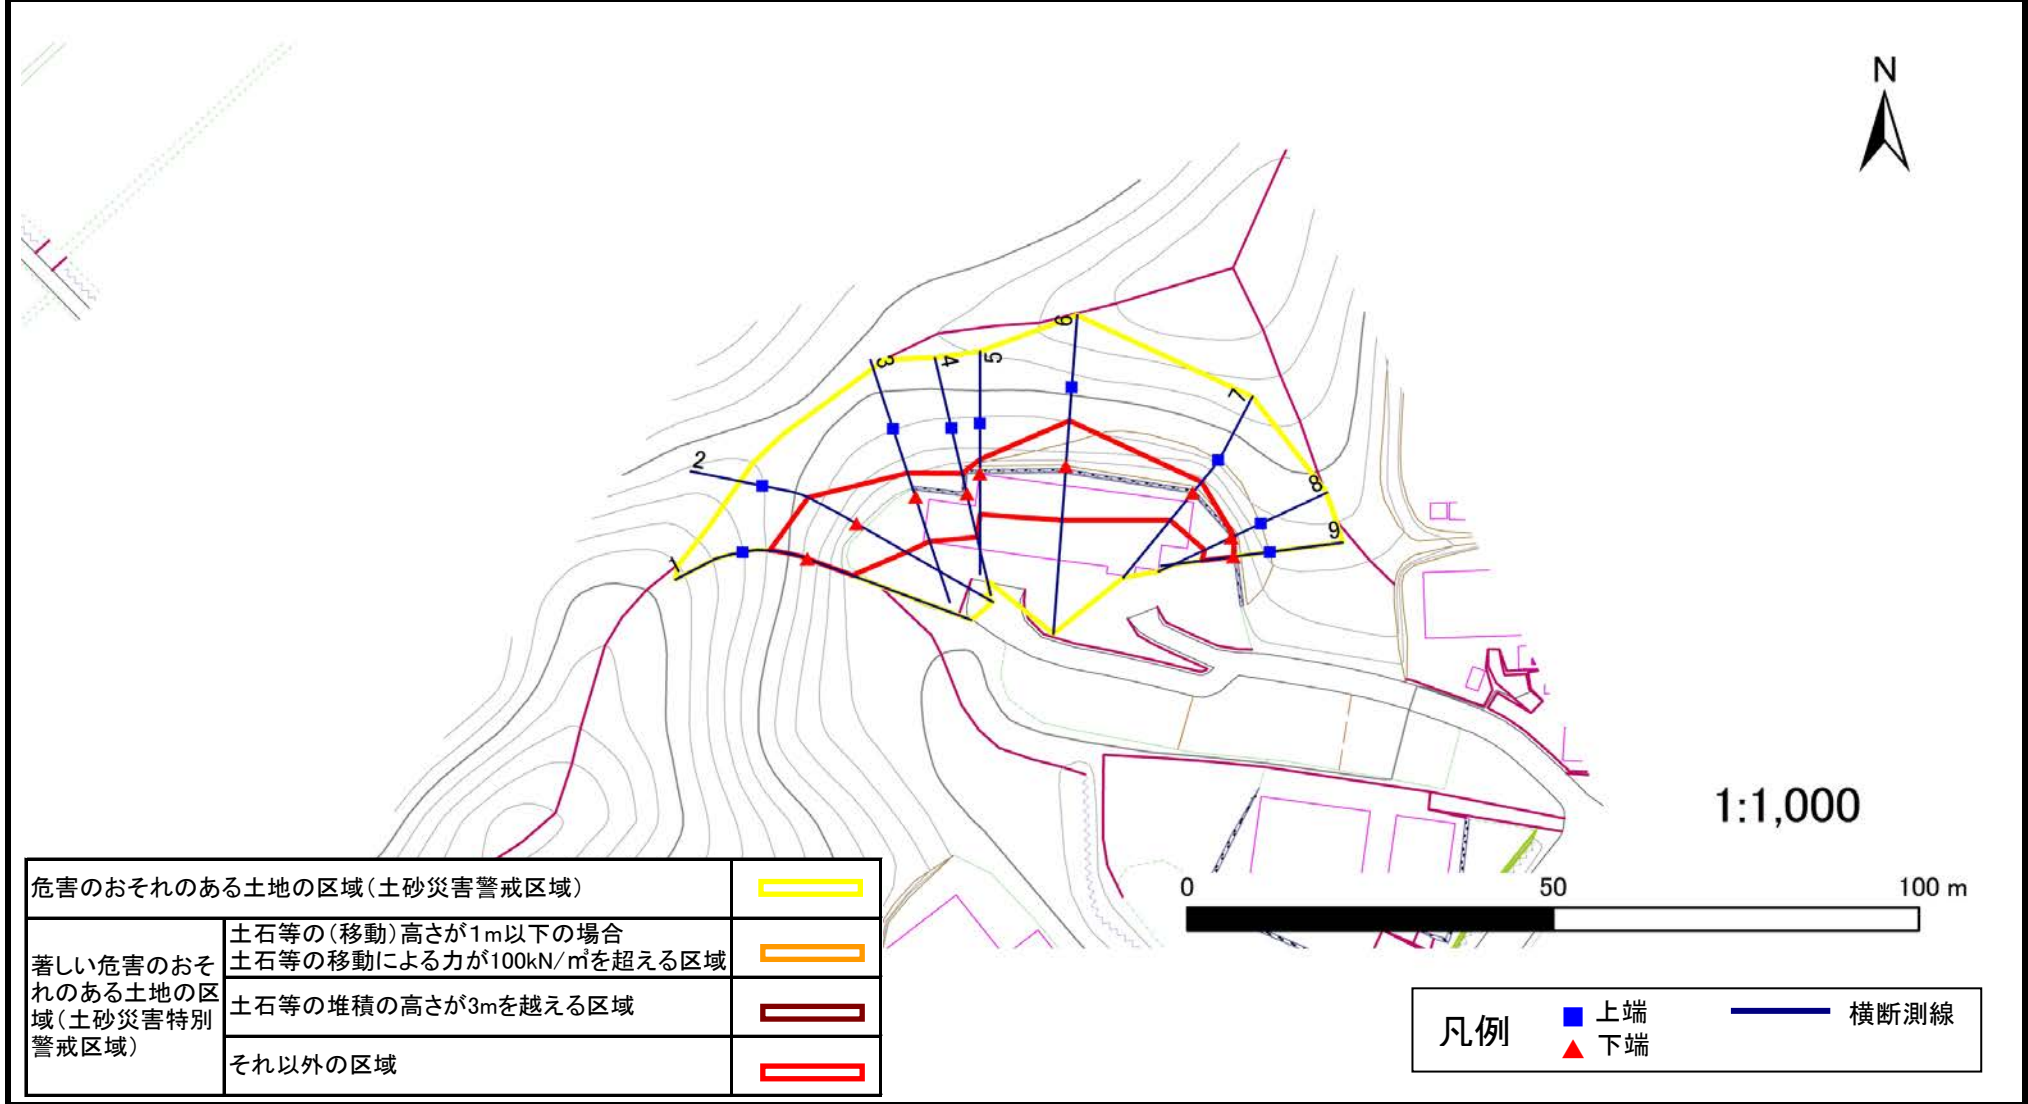 N
6
3
4
5
7
2
8
9
1
1:1,000
0 50 100 m
危害のおそれのある土地の区域(土砂災害警戒区域)
著しい危害のおそ
れのある土地の区
域(土砂災害特別
警戒区域)
土石等の(移動)高さが1m以下の場合
土石等の移動による力が100kN/㎡を超える区域
土石等の堆積の高さが3mを越える区域
それ以外の区域
凡例
上端
下端
横断測線